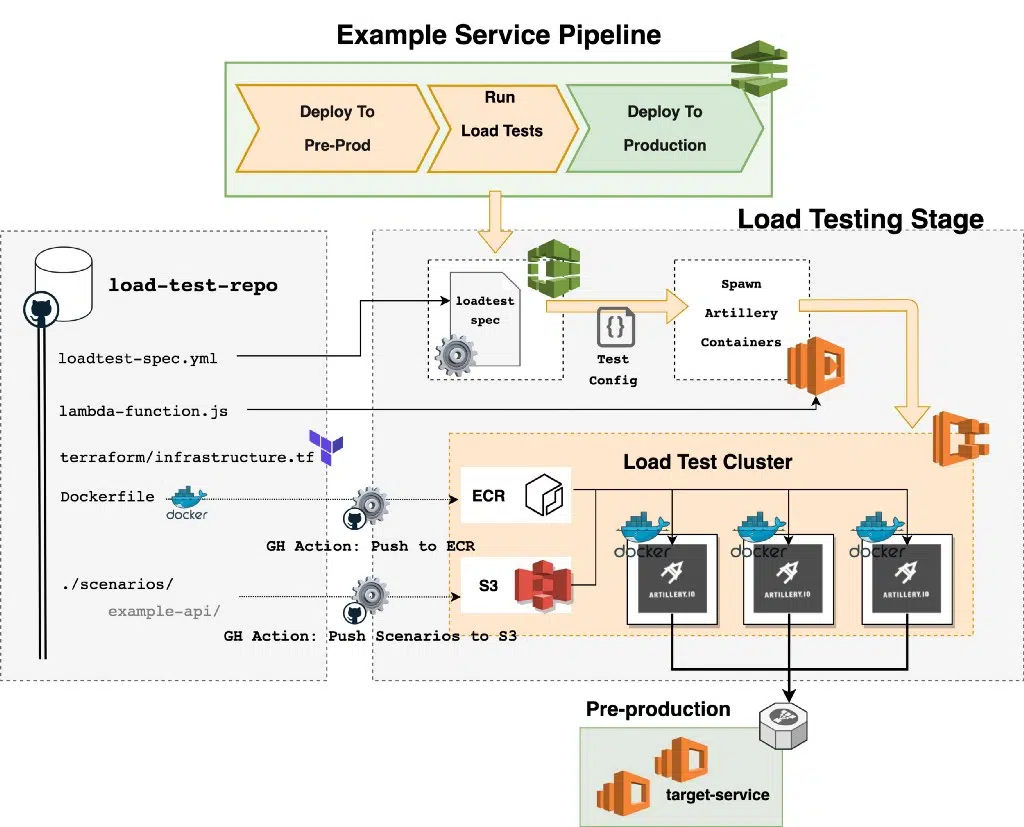 Example Service Pipeline
Deploy To
Pre-Prod
Run
Load Tests
Deploy To
Production
Load Testing Stage
load-test-repo
loadtest-spec.yml
lambda-function.js
terraform/infrastructure.tf
Dockerfile
docker
GH Action: Push to ECR
./scenarios/
example-api/
GH Action: Push Scenarios to S3
loadtest
spec
{}
Test
Config
Spawn
Artillery
Containers
Load Test Cluster
ECR
S3
docker
ARTILLERY.IO
docker
ARTILLERY.IO
docker
ARTILLERY.IO
Pre-production
target-service